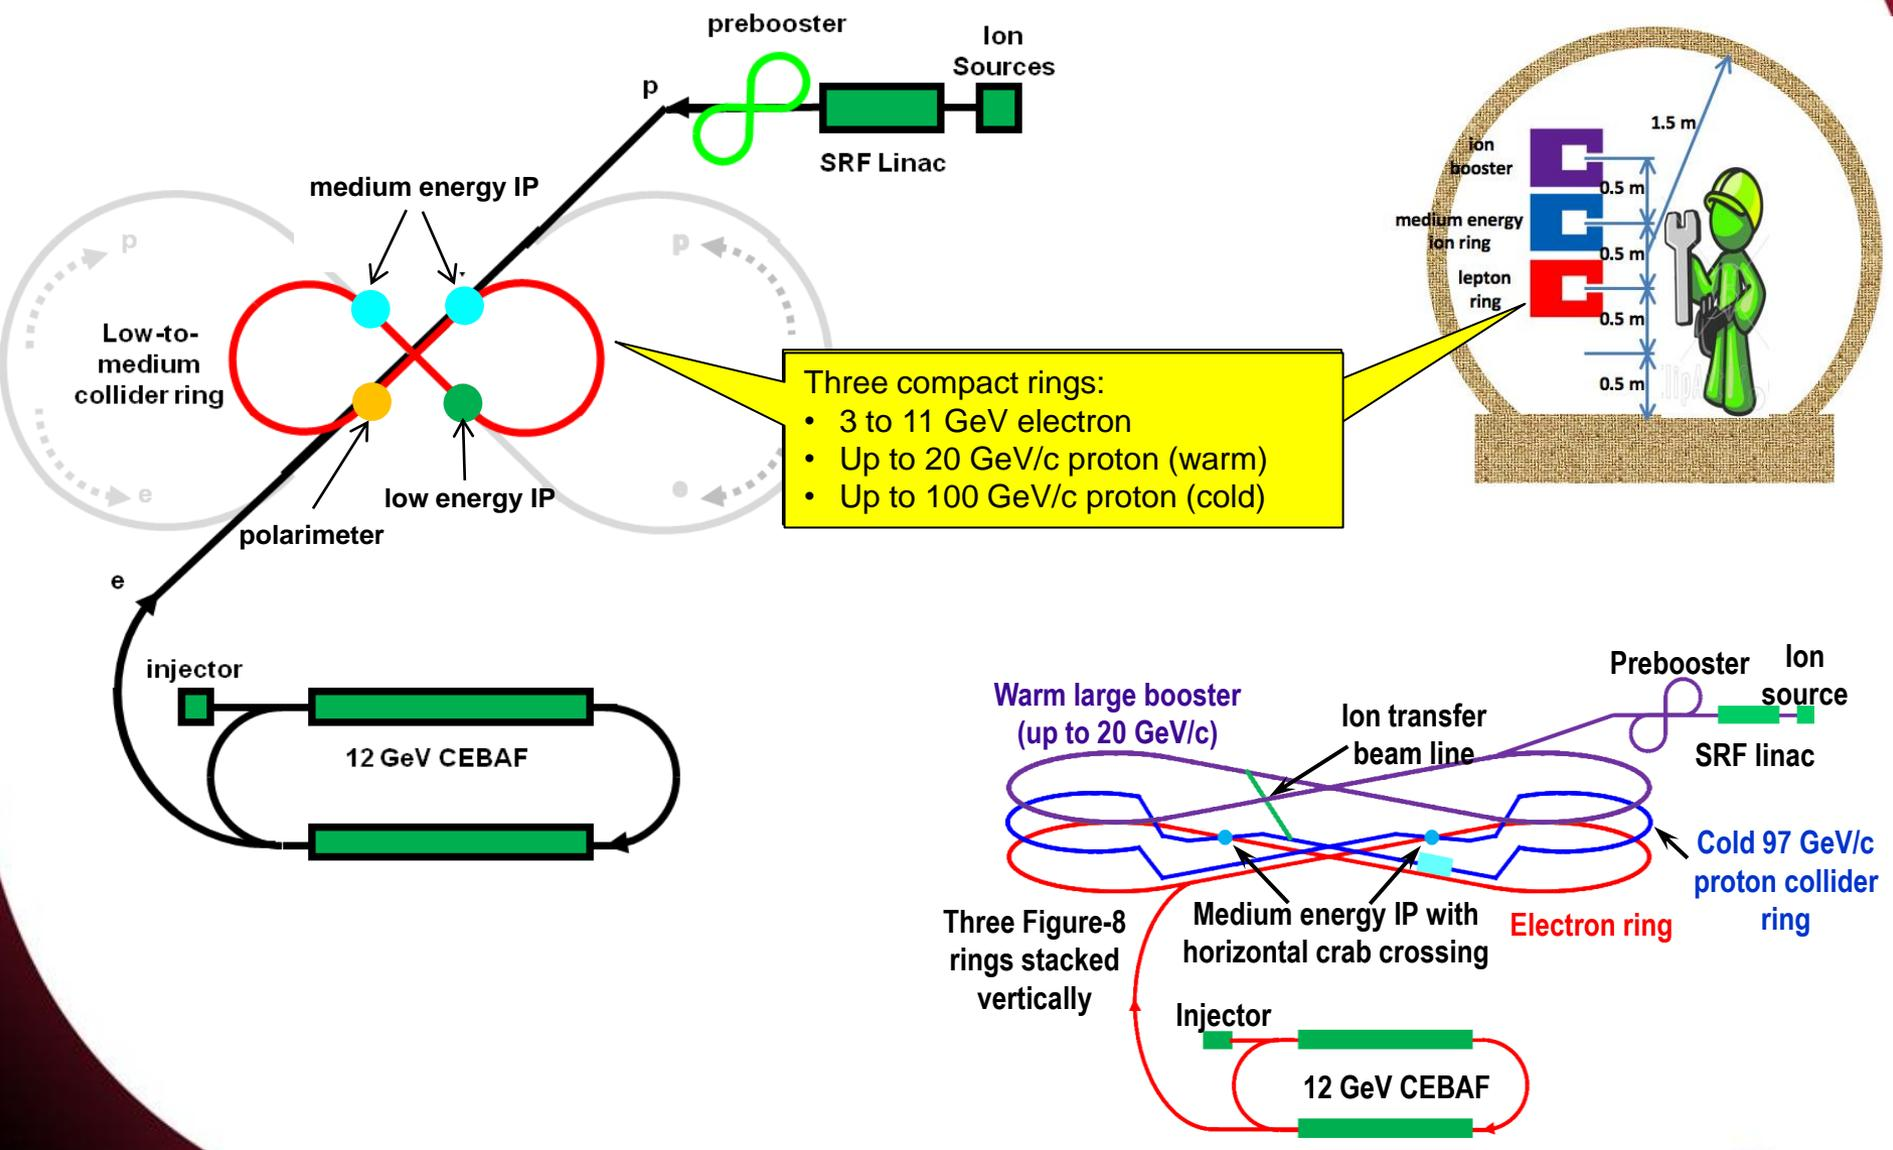 prebooster
Ion
Sources
p
SRF Linac
medium energy IP
p
p
Low-to-
medium
collider ring
e
e
low energy IP
polarimeter
e
injector
12 GeV CEBAF
Three compact rings:
• 3 to 11 GeV electron
• Up to 20 GeV/c proton (warm)
• Up to 100 GeV/c proton (cold)
1.5 m
ion
booster
0.5 m
medium energy
ion ring
0.5 m
lepton
ring
0.5 m
0.5 m
Prebooster
Ion
source
SRF linac
Warm large booster
(up to 20 GeV/c)
Ion transfer
beam line
Cold 97 GeV/c
proton collider
ring
Three Figure-8
rings stacked
vertically
Medium energy IP with
horizontal crab crossing
Electron ring
Injector
12 GeV CEBAF